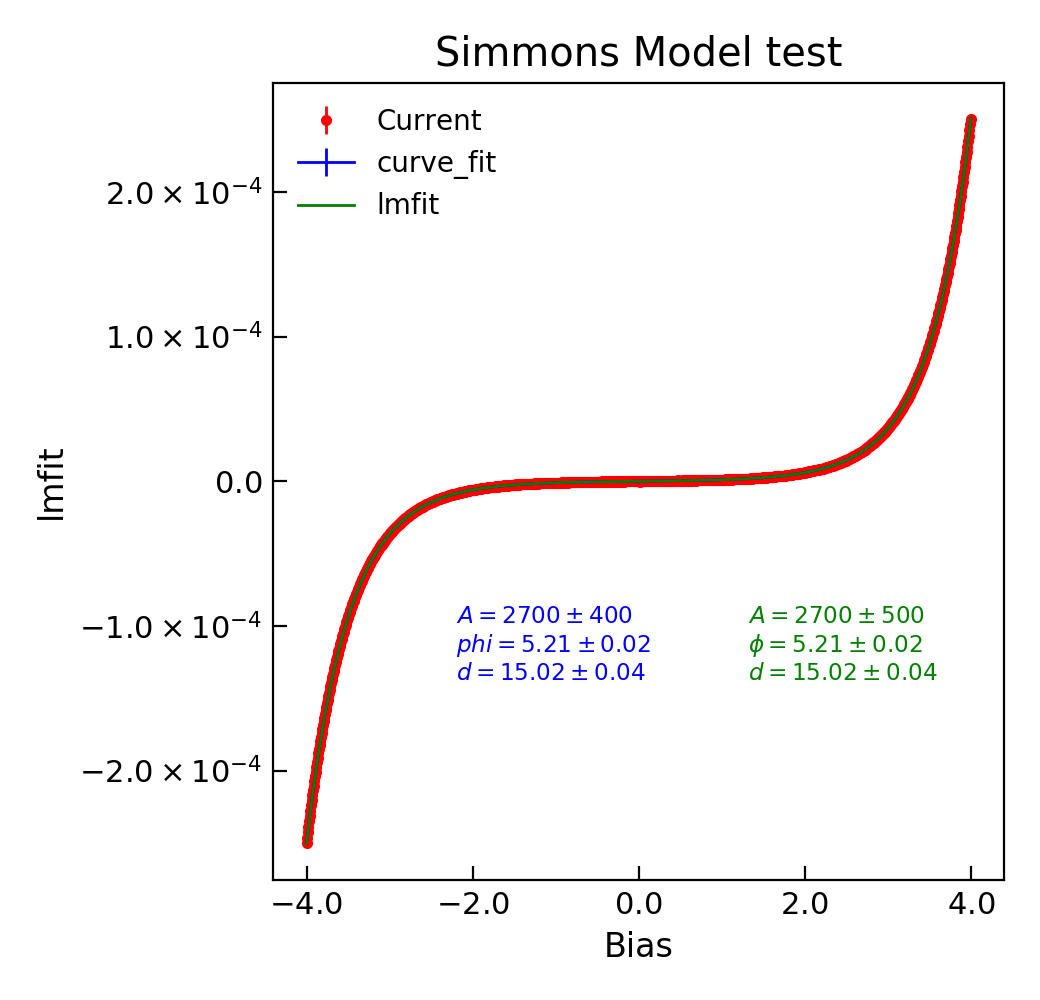 Simmons Model test
Current
curve_fit
lmfit
2.0 × 10⁻⁴
1.0 × 10⁻⁴
0.0
−1.0 × 10⁻⁴
−2.0 × 10⁻⁴
lmfit
A = 2700 ± 400
phi = 5.21 ± 0.02
d = 15.02 ± 0.04
A = 2700 ± 500
ϕ = 5.21 ± 0.02
d = 15.02 ± 0.04
−4.0 −2.0 0.0 2.0 4.0
Bias